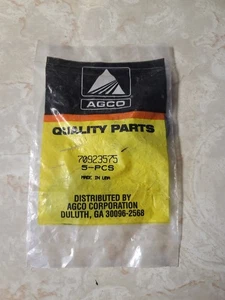 AGCO
QUALITY PARTS
70923575
5-PCS
MADE IN USA
DISTRIBUTED BY
AGCO CORPORATION
DULUTH, GA 30096-2568